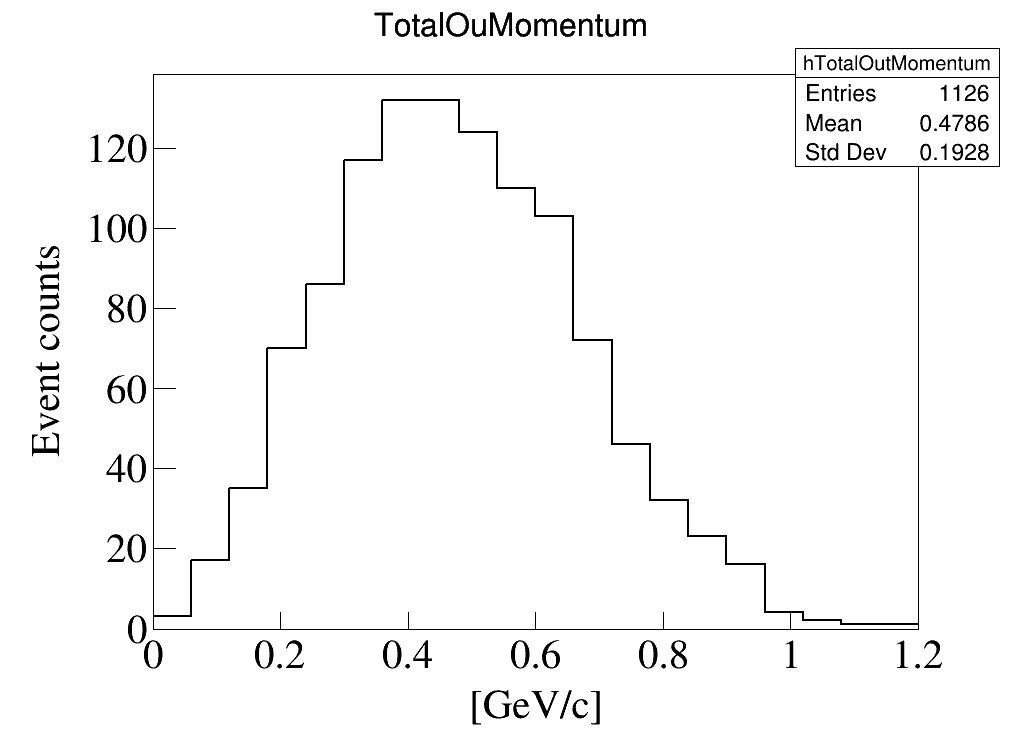 TotalOuMomentum
hTotalOutMomentum
Entries 1126
Mean 0.4786
Std Dev 0.1928
Event counts
120
100
80
60
40
20
0
0 0.2 0.4 0.6 0.8 1 1.2
[GeV/c]